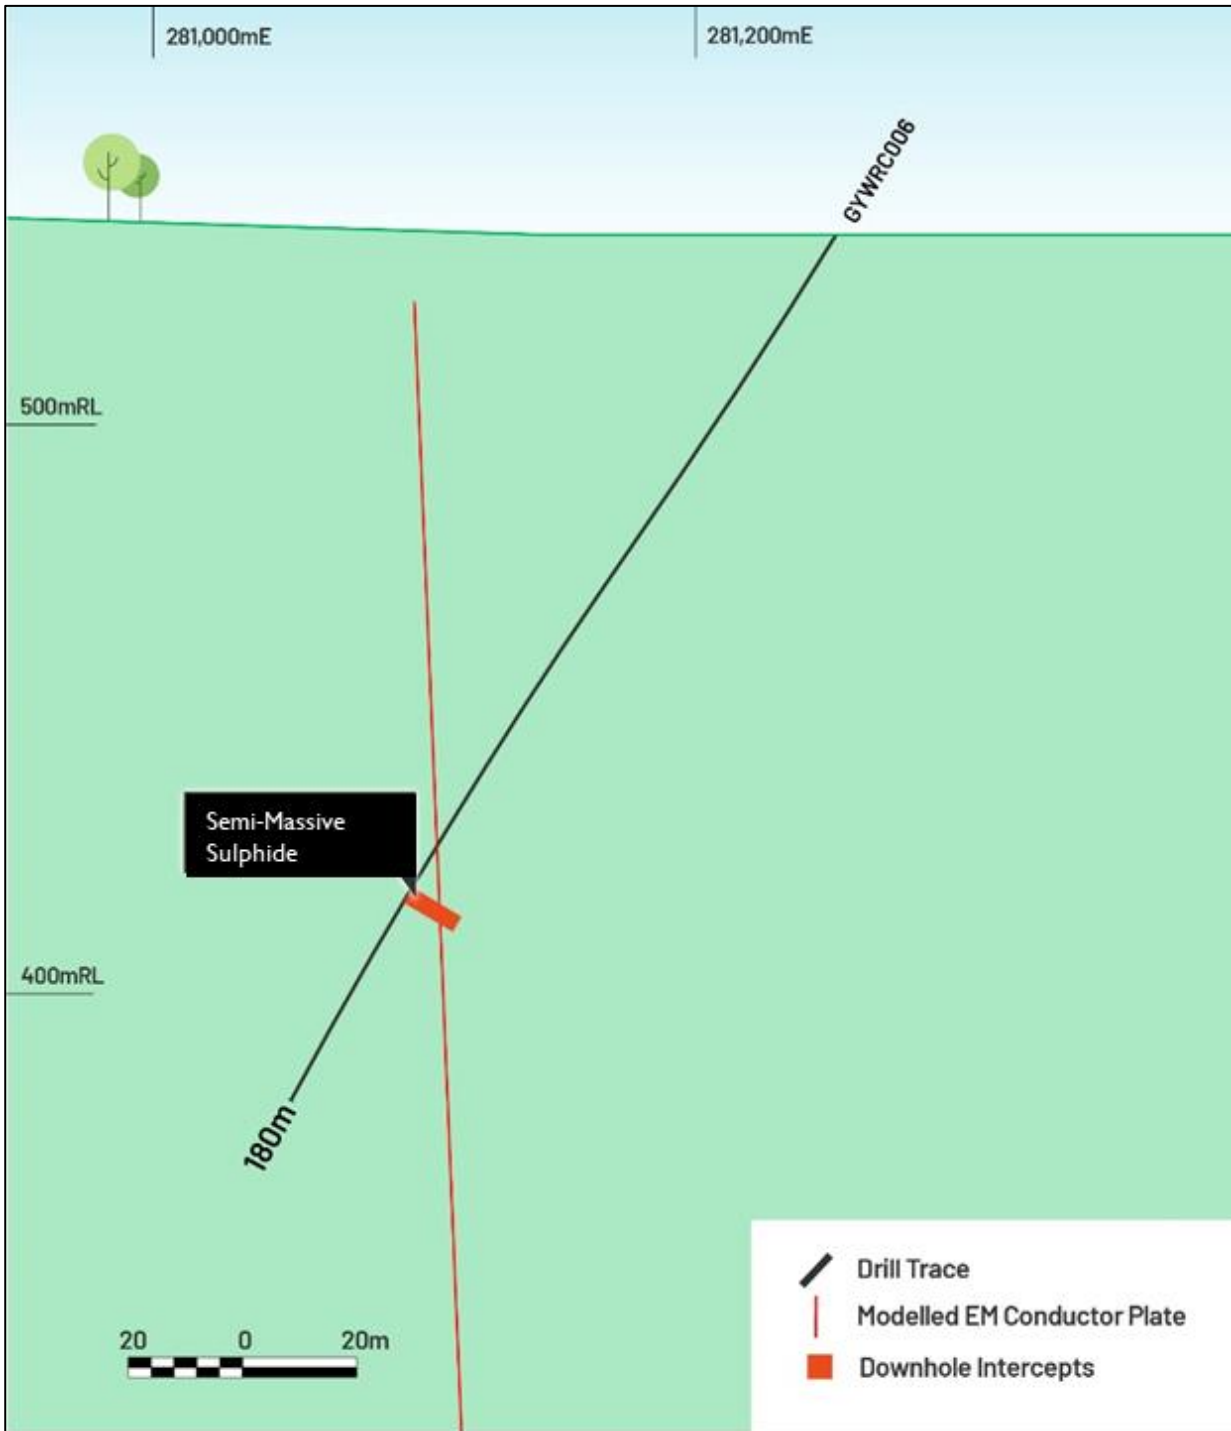 281,000mE
281,200mE
GYWRC006
500mRL
Semi-Massive
Sulphide
400mRL
180m
20 0 20m
Drill Trace
Modelled EM Conductor Plate
Downhole Intercepts